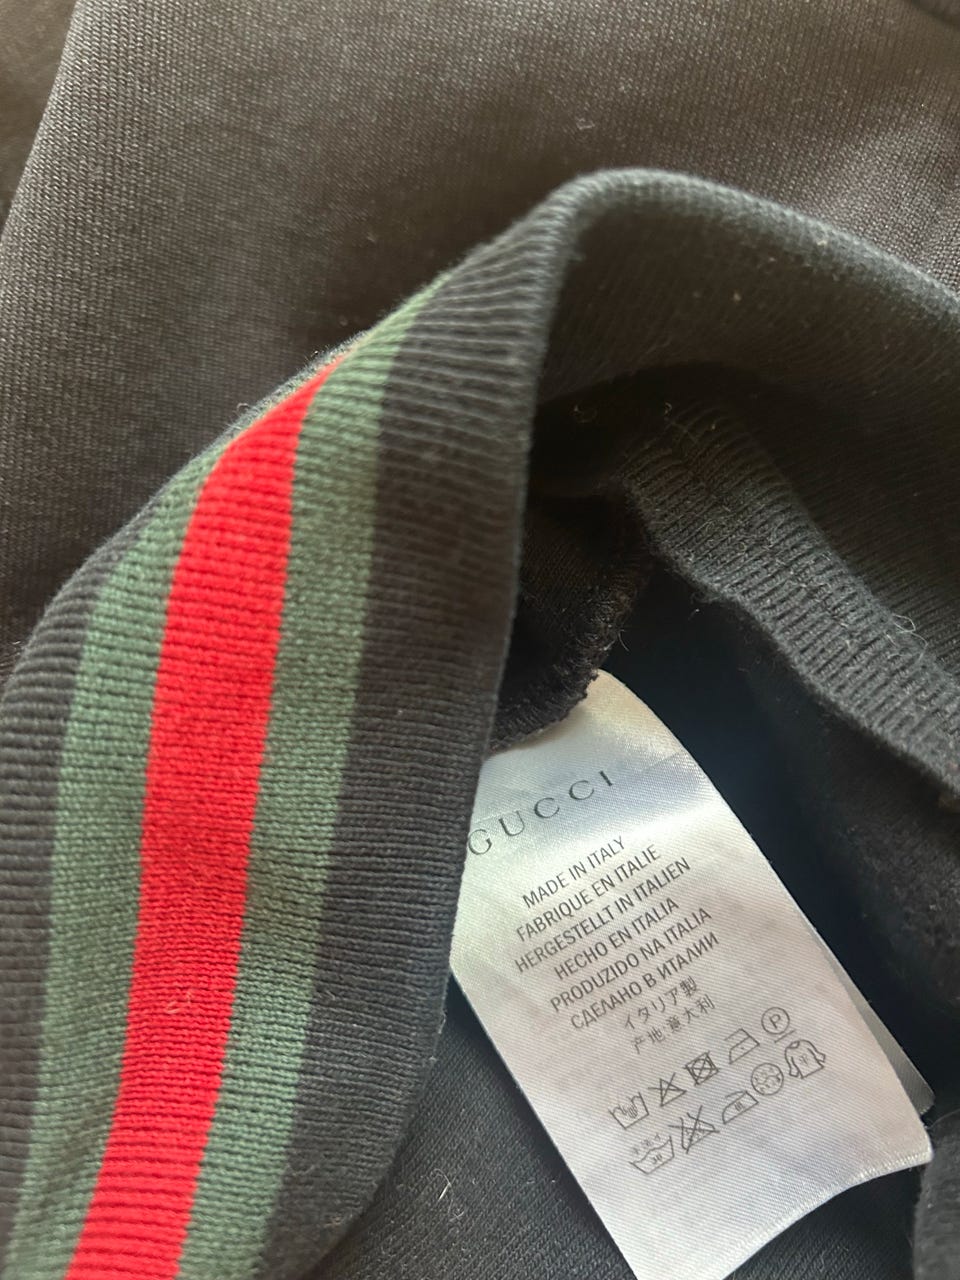 GUCCI
MADE IN ITALY
FABRIQUE EN ITALIE
HERGESTELLT IN ITALIEN
HECHO EN ITALIA
PRODUZIDO NA ITALIA
СДЕЛАНО В ИТАЛИИ
イタリア製
产地:意大利
P